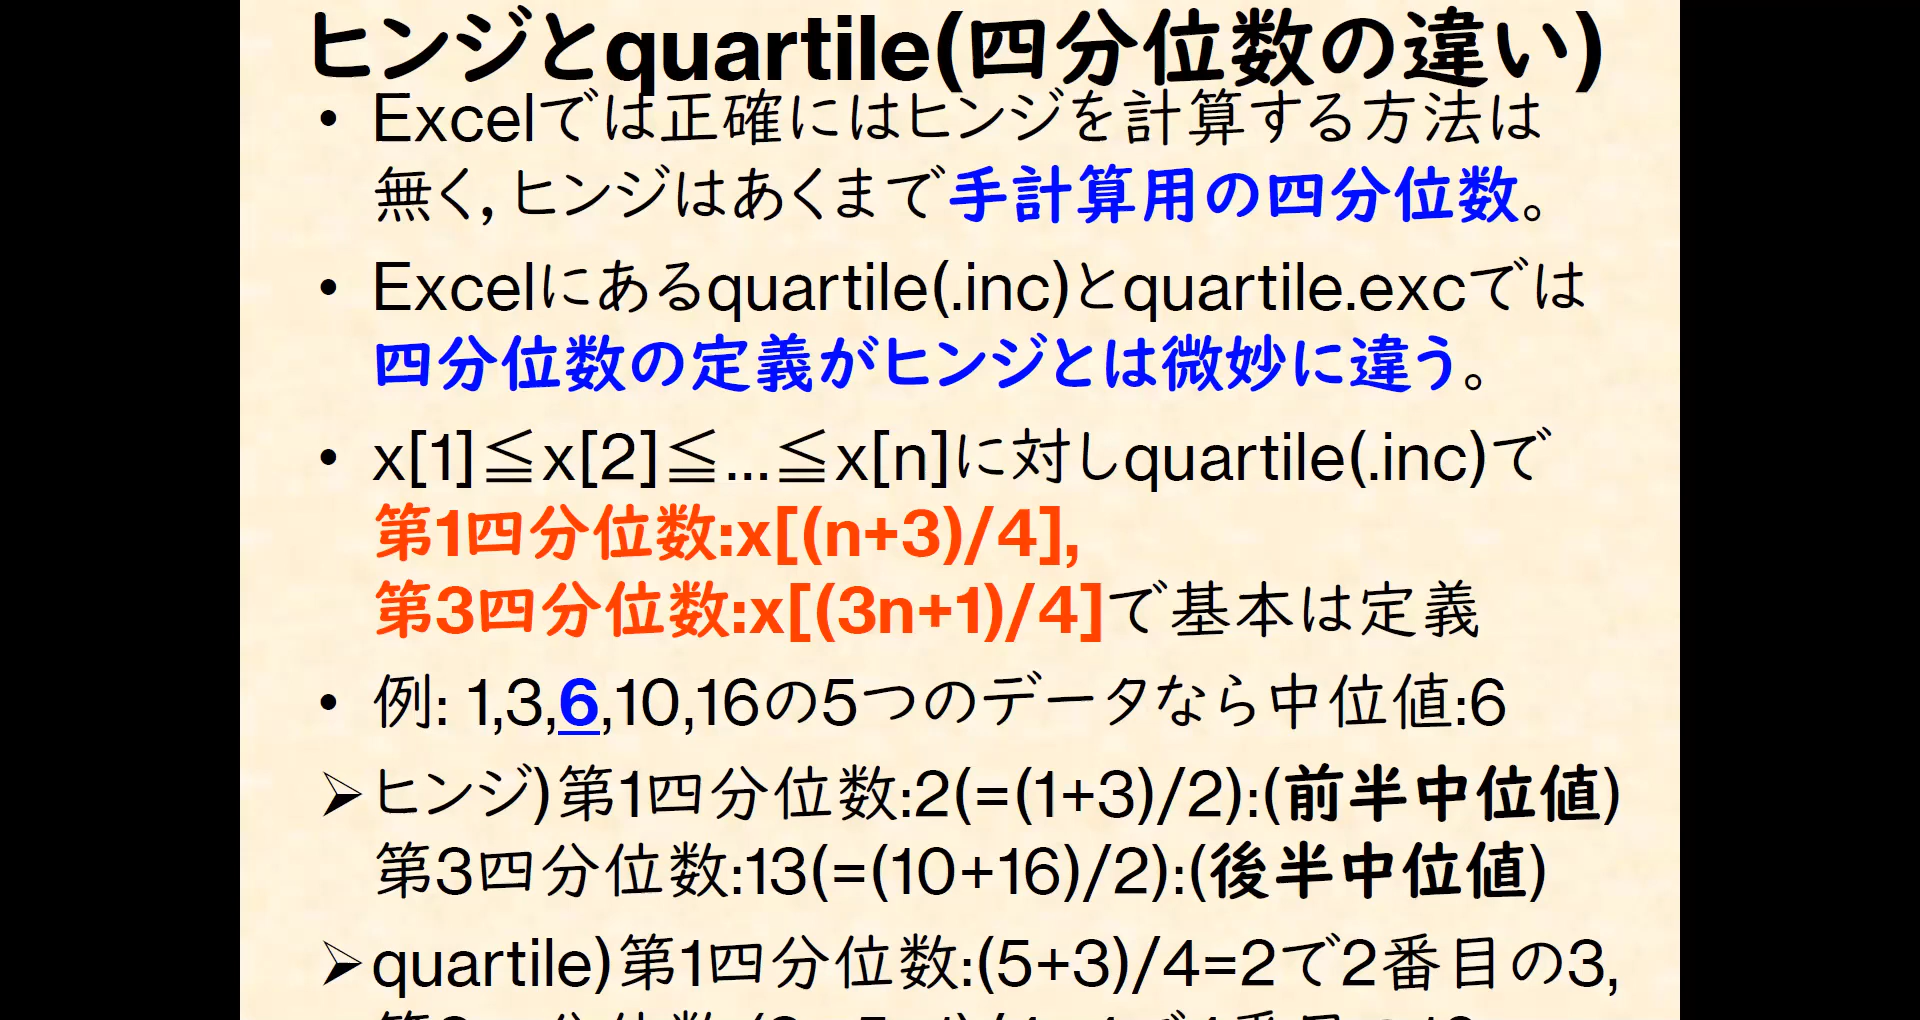 ヒンジとquartile(四分位数の違い)
• Excelでは正確にはヒンジを計算する方法は
無く, ヒンジはあくまで手計算用の四分位数。
• Excelにあるquartile(.inc)とquartile.excでは
四分位数の定義がヒンジとは微妙に違う。
• x[1]≦x[2]≦...≦x[n]に対しquartile(.inc)で
第1四分位数:x[(n+3)/4],
第3四分位数:x[(3n+1)/4]で基本は定義
• 例: 1,3,6,10,16の5つのデータなら中位値:6
➢ヒンジ)第1四分位数:2(=(1+3)/2):(前半中位値)
第3四分位数:13(=(10+16)/2):(後半中位値)
➢quartile)第1四分位数:(5+3)/4=2で2番目の3,